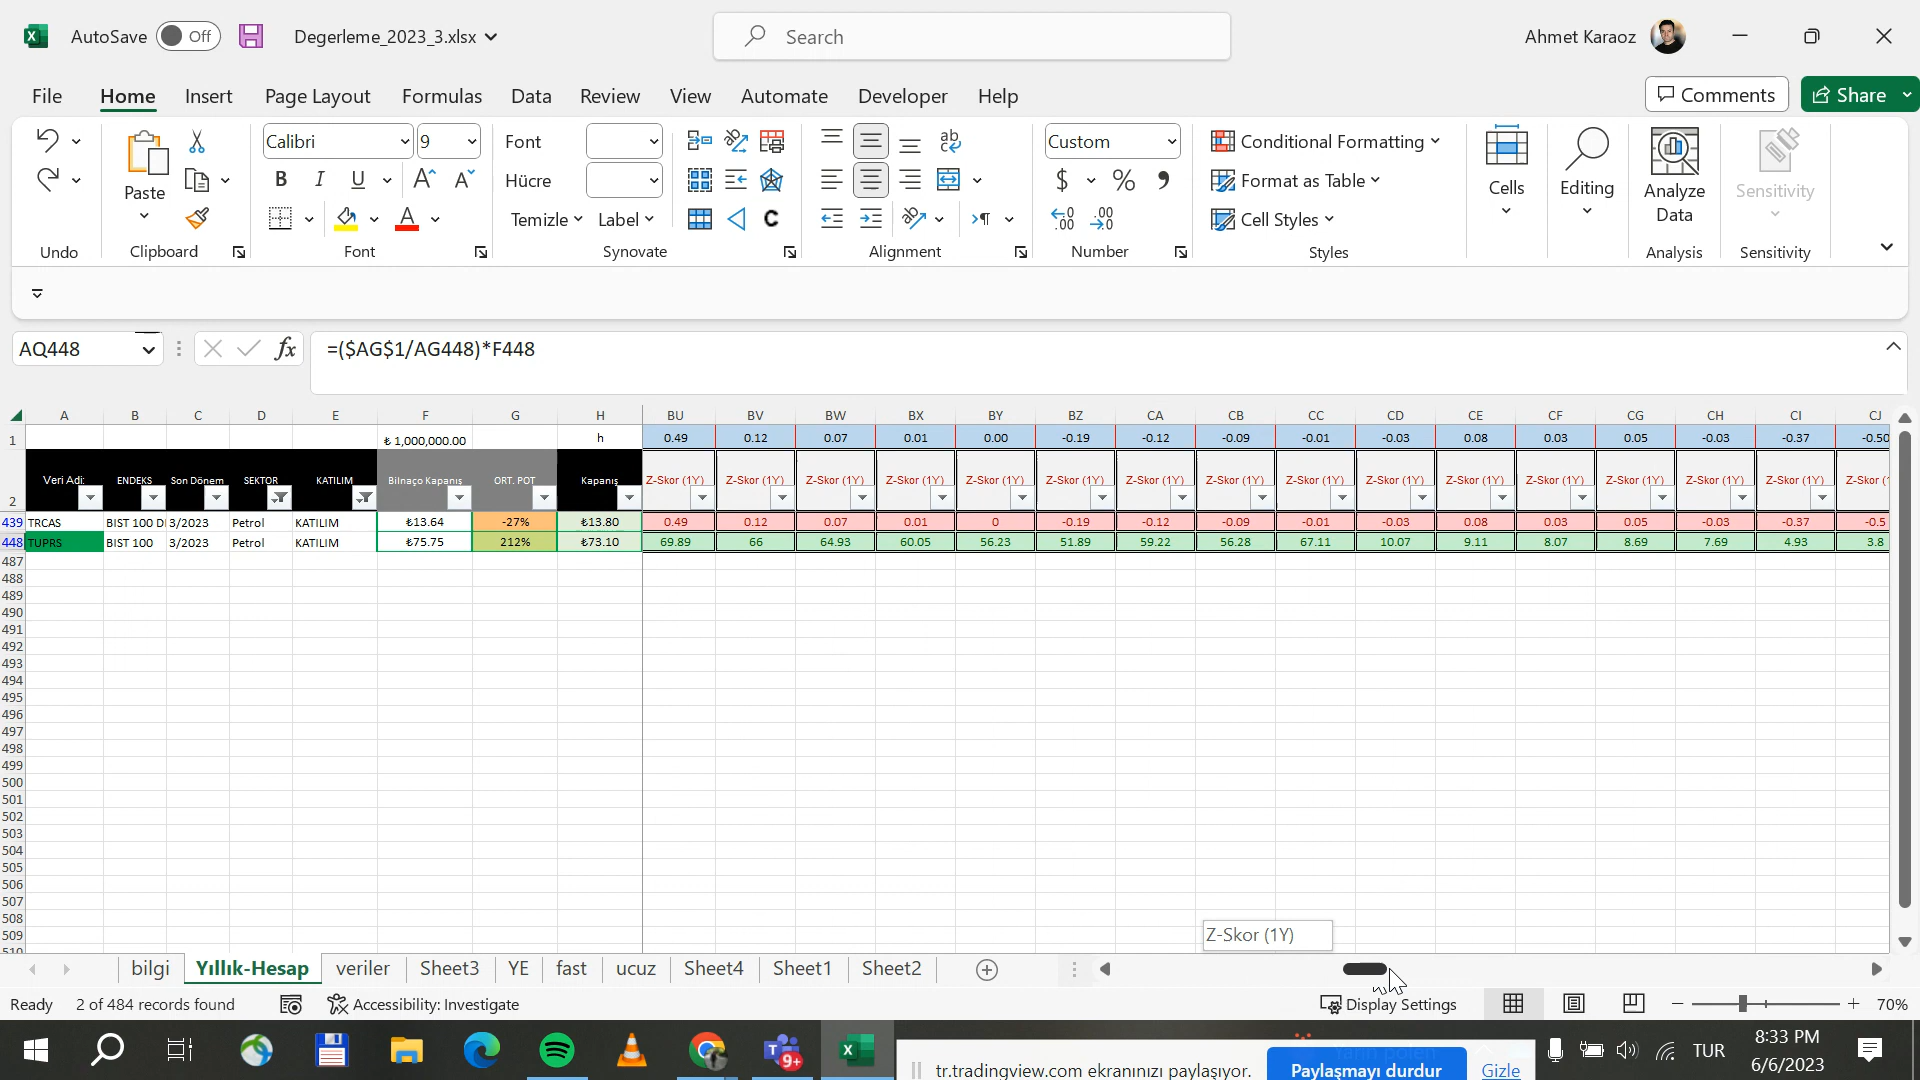 AutoSave Off Degerleme_2023_3.xlsx Search Ahmet Karaoz
File Home Insert Page Layout Formulas Data Review View Automate Developer Help Comments Share
Calibri 9 Font Custom Conditional Formatting
Paste B I U Hücre $ % Format as Table Cells Editing Analyze Data Sensitivity
Temizle Label C Cell Styles
Undo Clipboard Font Synovate Alignment Number Styles Analysis Sensitivity
AQ448 fx =($AG$1/AG448)*F448
A B C D E F G H BU BV BW BX BY BZ CA CB CC CD CE CF CG CH CI CJ
1 ₺ 1,000,000.00 h 0.49 0.12 0.07 0.01 0.00 -0.19 -0.12 -0.09 -0.01 -0.03 0.08 0.03 0.05 -0.03 -0.37 -0.50
2 Veri Adi: ENDEKS Son Dönem SEKTOR KATILIM Bilnaço Kapanış ORT. POT Kapanış Z-Skor (1Y) Z-Skor (1Y) Z-Skor (1Y) Z-Skor (1Y) Z-Skor (1Y) Z-Skor (1Y) Z-Skor (1Y) Z-Skor (1Y) Z-Skor (1Y) Z-Skor (1Y) Z-Skor (1Y) Z-Skor (1Y) Z-Skor (1Y) Z-Skor (1Y) Z-Skor (1Y) Z-Skor (
439 TRCAS BIST 100 DI 3/2023 Petrol KATILIM ₺13.64 -27% ₺13.80 0.49 0.12 0.07 0.01 0 -0.19 -0.12 -0.09 -0.01 -0.03 0.08 0.03 0.05 -0.03 -0.37 -0.5
448 TUPRS BIST 100 3/2023 Petrol KATILIM ₺75.75 212% ₺73.10 69.89 66 64.93 60.05 56.23 51.89 59.22 56.28 67.11 10.07 9.11 8.07 8.69 7.69 4.93 3.8
487
488
489
490
491
492
493
494
495
496
497
498
499
500
501
502
503
504
505
506
507
508
509
510
Z-Skor (1Y)
bilgi Yıllık-Hesap veriler Sheet3 YE fast ucuz Sheet4 Sheet1 Sheet2
Ready 2 of 484 records found Accessibility: Investigate Display Settings 70%
9+ tr.tradingview.com ekranınızı paylaşıyor. Paylaşmayı durdur Gizle TUR 8:33 PM
6/6/2023